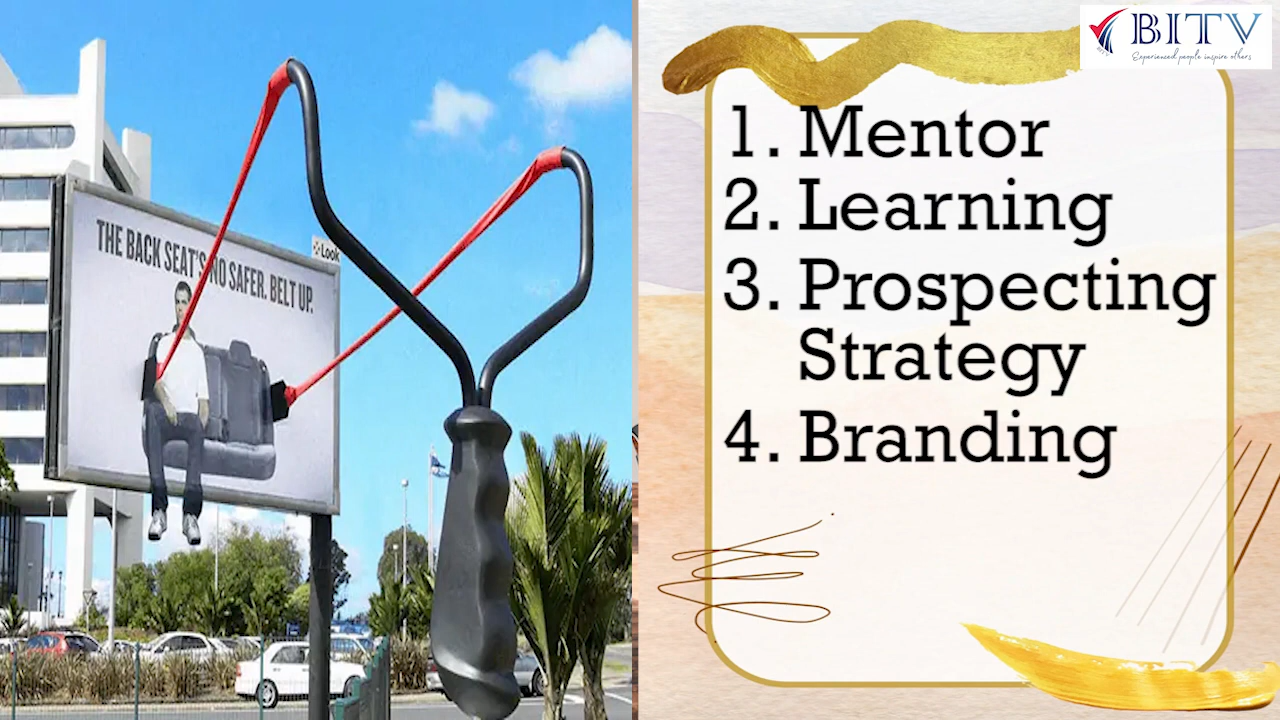 THE BACK SEAT'S NO SAFER. BELT UP.
Look
BITV
Experienced people inspire others
1. Mentor
2. Learning
3. Prospecting
Strategy
4. Branding